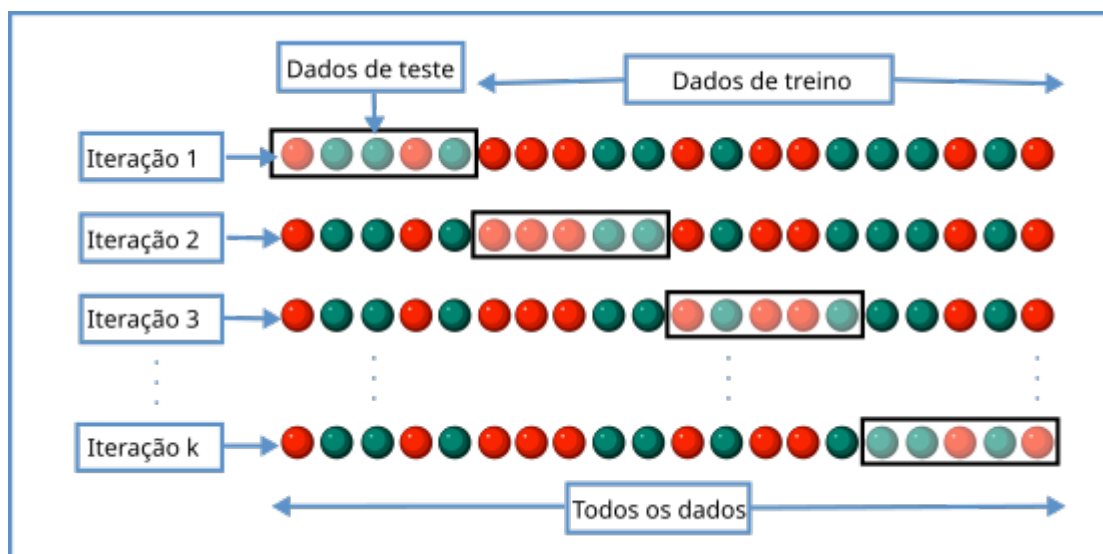 Dados de teste
Dados de treino
Iteração 1
Iteração 2
Iteração 3
Iteração k
Todos os dados